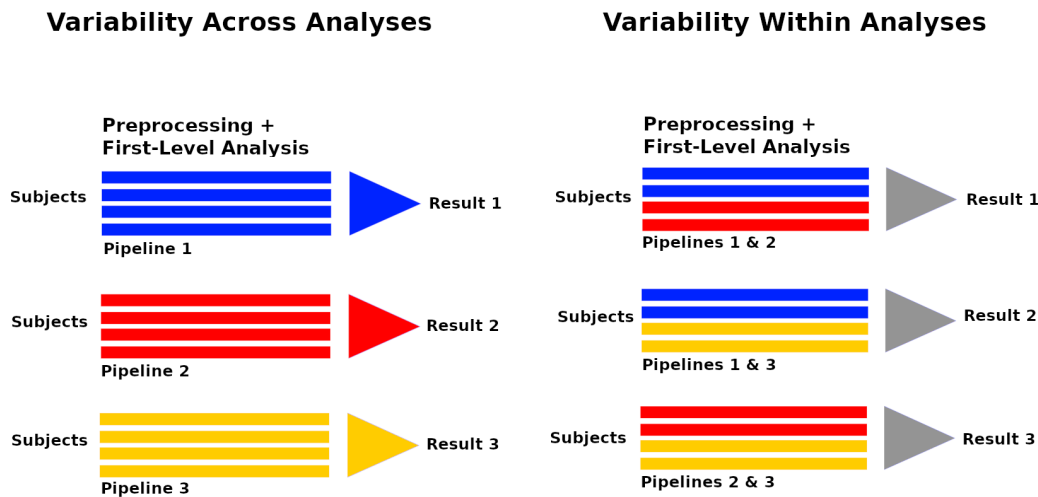 Variability Across Analyses
Preprocessing +
First-Level Analysis
Subjects
Result 1
Pipeline 1
Subjects
Result 2
Pipeline 2
Subjects
Result 3
Pipeline 3
Variability Within Analyses
Preprocessing +
First-Level Analysis
Subjects
Result 1
Pipelines 1 & 2
Subjects
Result 2
Pipelines 1 & 3
Subjects
Result 3
Pipelines 2 & 3